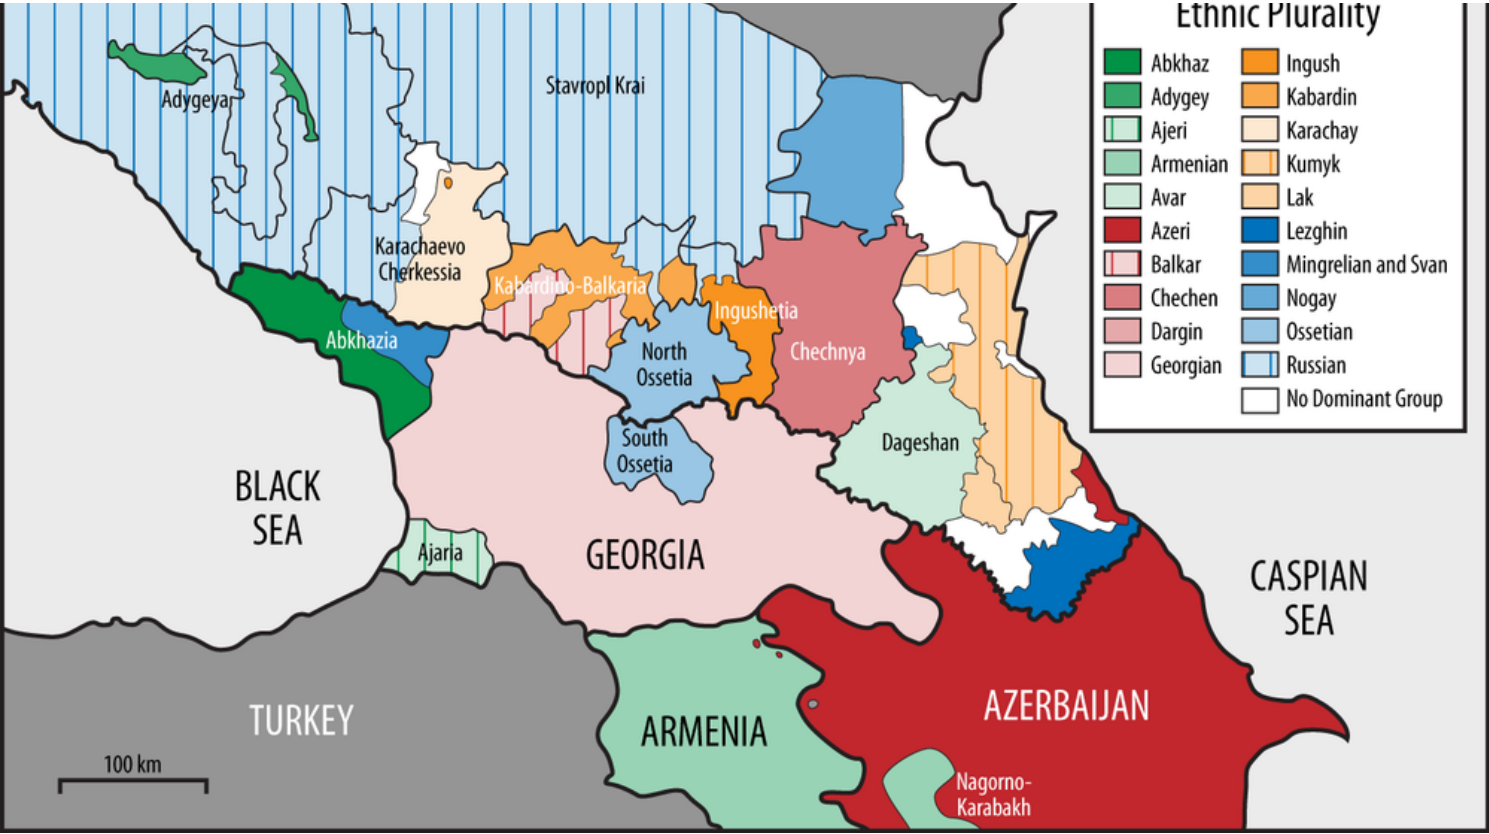 Ethnic Plurality
Abkhaz
Adygey
Ajeri
Armenian
Avar
Azeri
Balkar
Chechen
Dargin
Georgian
Ingush
Kabardin
Karachay
Kumyk
Lak
Lezghin
Mingrelian and Svan
Nogay
Ossetian
Russian
No Dominant Group
Stavropl Krai
Adygeya
Karachaevo
Cherkessia
Kabardino-Balkaria
Ingushetia
Abkhazia
Chechnya
North
Ossetia
South
Ossetia
Dageshan
BLACK
SEA
Ajaria
GEORGIA
CASPIAN
SEA
TURKEY
ARMENIA
AZERBAIJAN
100 km
Nagorno-
Karabakh